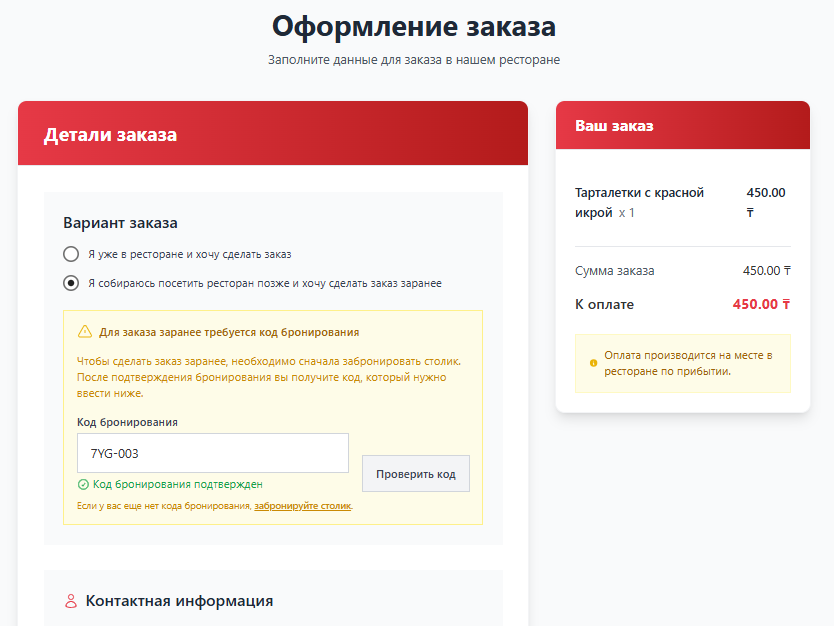 Оформление заказа
Заполните данные для заказа в нашем ресторане
Детали заказа
Вариант заказа
Я уже в ресторане и хочу сделать заказ
Я собираюсь посетить ресторан позже и хочу сделать заказ заранее
Для заказа заранее требуется код бронирования
Чтобы сделать заказ заранее, необходимо сначала забронировать столик.
После подтверждения бронирования вы получите код, который нужно
ввести ниже.
Код бронирования
7YG-003
Проверить код
Код бронирования подтвержден
Если у вас еще нет кода бронирования, забронируйте столик.
Контактная информация
Ваш заказ
Тарталетки с красной 450.00
икрой x 1 ₸
Сумма заказа 450.00 ₸
К оплате 450.00 ₸
Оплата производится на месте в
ресторане по прибытии.